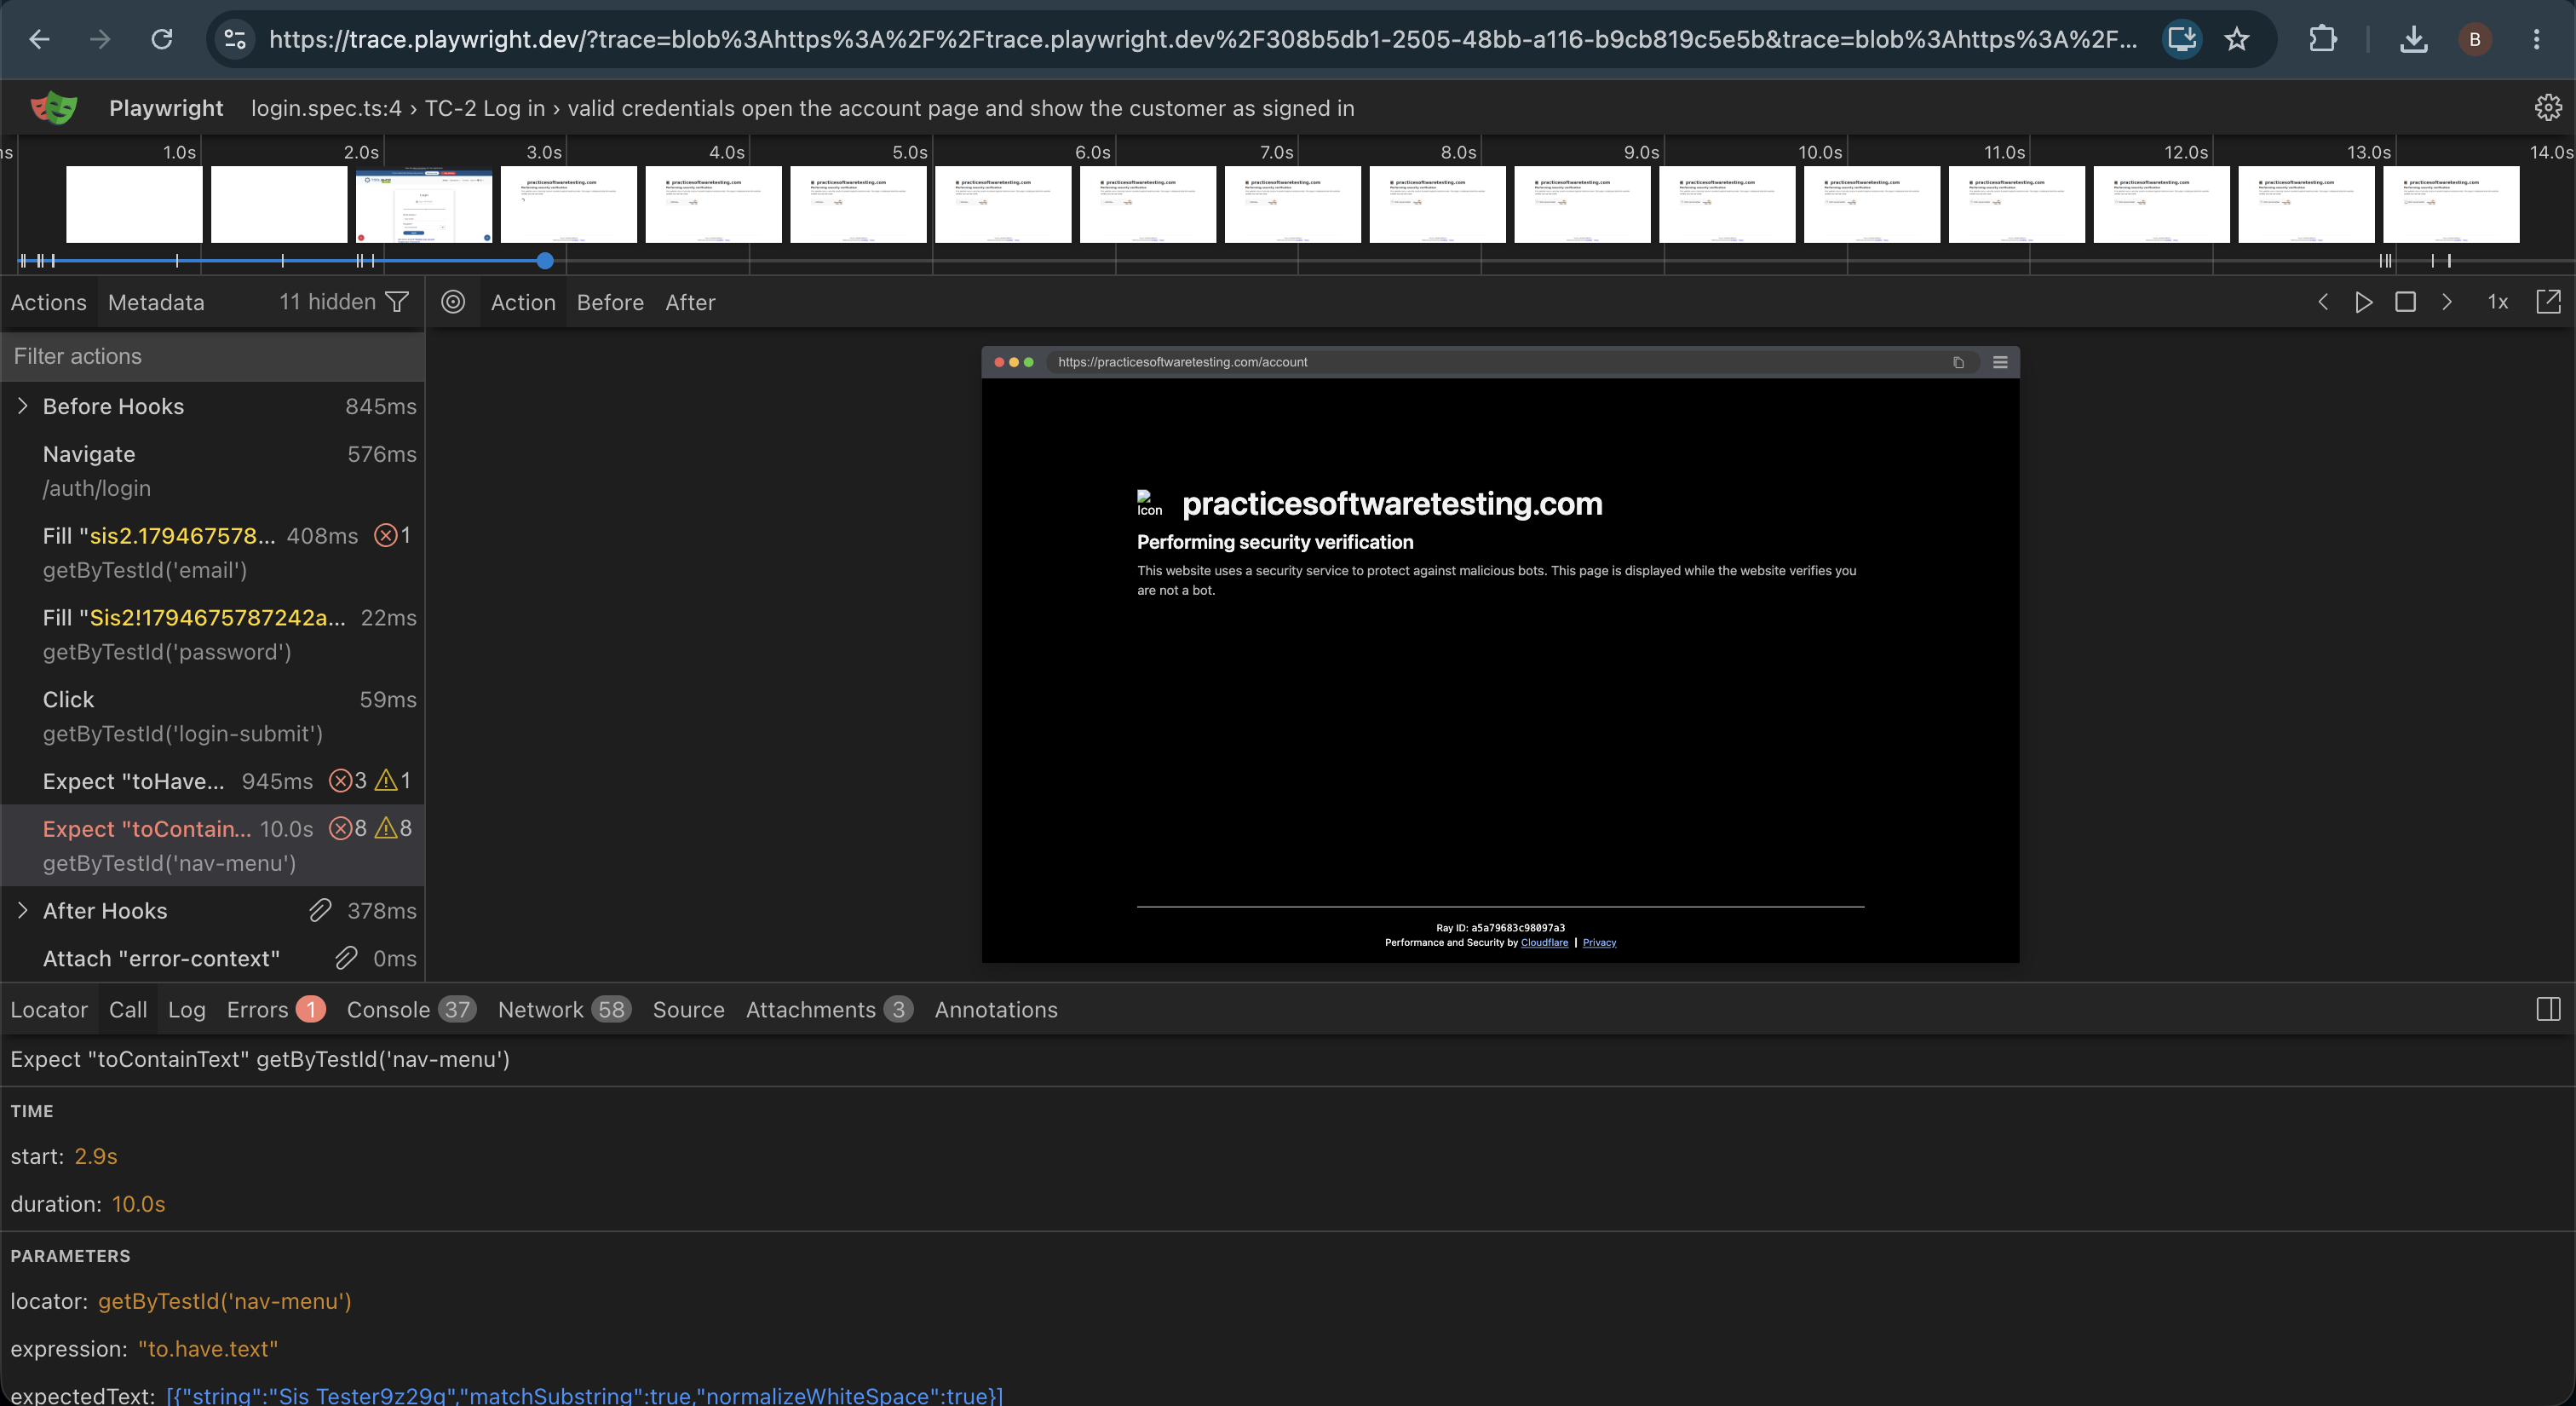 https://trace.playwright.dev/?trace=blob%3Ahttps%3A%2F%2Ftrace.playwright.dev%2F308b5db1-2505-48bb-a116-b9cb819c5e5b&trace=blob%3Ahttps%3A%2F...
B
Playwright login.spec.ts:4 › TC-2 Log in › valid credentials open the account page and show the customer as signed in
1.0s 2.0s 3.0s 4.0s 5.0s 6.0s 7.0s 8.0s 9.0s 10.0s 11.0s 12.0s 13.0s 14.0s
Actions Metadata 11 hidden
Action Before After 1x
Filter actions
Before Hooks 845ms
Navigate 576ms
/auth/login
Fill "sis2.179467578... 408ms 1
getByTestId('email')
Fill "Sis2!1794675787242a... 22ms
getByTestId('password')
Click 59ms
getByTestId('login-submit')
Expect "toHave... 945ms 3 1
Expect "toContain... 10.0s 8 8
getByTestId('nav-menu')
After Hooks 378ms
Attach "error-context" 0ms
https://practicesoftwaretesting.com/account
Icon practicesoftwaretesting.com
Performing security verification
This website uses a security service to protect against malicious bots. This page is displayed while the website verifies you
are not a bot.
Ray ID: a5a79683c98097a3
Performance and Security by Cloudflare | Privacy
Locator Call Log Errors 1 Console 37 Network 58 Source Attachments 3 Annotations
Expect "toContainText" getByTestId('nav-menu')
TIME
start: 2.9s
duration: 10.0s
PARAMETERS
locator: getByTestId('nav-menu')
expression: "to.have.text"
expectedText: [{"string":"Sis Tester9z29q","matchSubstring":true,"normalizeWhiteSpace":true}]